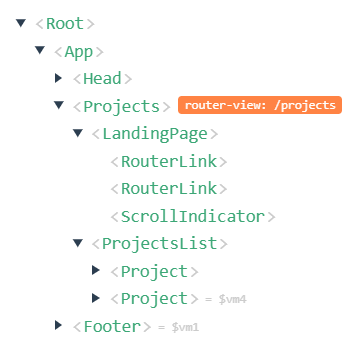 <Root>
<App>
<Head>
<Projects> router-view: /projects
<LandingPage>
<RouterLink>
<RouterLink>
<ScrollIndicator>
<ProjectsList>
<Project>
<Project> = $vm4
<Footer> = $vm1